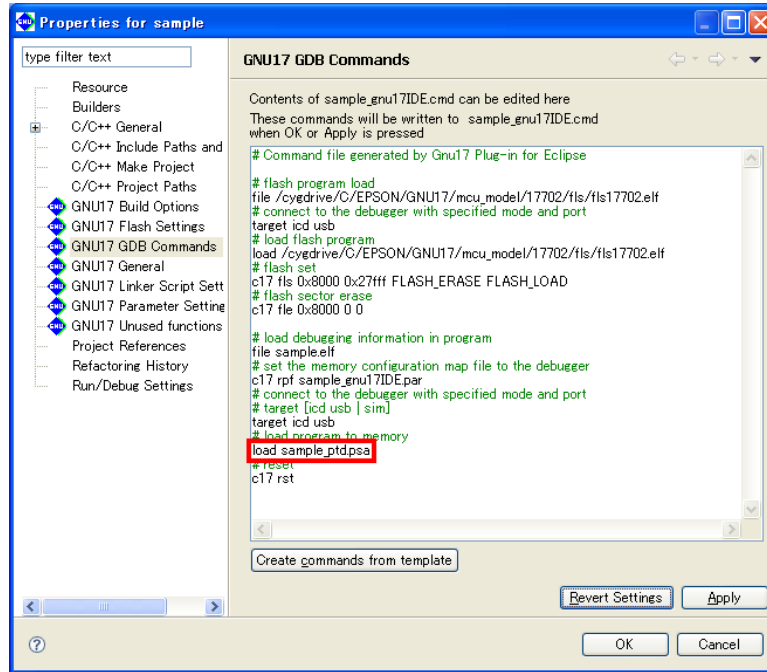 Properties for sample
type filter text
Resource
Builders
C/C++ General
C/C++ Include Paths and
C/C++ Make Project
C/C++ Project Paths
GNU17 Build Options
GNU17 Flash Settings
GNU17 GDB Commands
GNU17 General
GNU17 Linker Script Sett
GNU17 Parameter Setting
GNU17 Unused functions
Project References
Refactoring History
Run/Debug Settings
GNU17 GDB Commands
Contents of sample_gnu17IDE.cmd can be edited here
These commands will be written to sample_gnu17IDE.cmd
when OK or Apply is pressed
# Command file generated by Gnu17 Plug-in for Eclipse
# flash program load
file /cygdrive/C/EPSON/GNU17/mcu_model/17702/fls/fls17702.elf
# connect to the debugger with specified mode and port
target icd usb
# load flash program
load /cygdrive/C/EPSON/GNU17/mcu_model/17702/fls/fls17702.elf
# flash set
c17 fls 0x8000 0x27fff FLASH_ERASE FLASH_LOAD
# flash sector erase
c17 fle 0x8000 0 0
# load debugging information in program
file sample.elf
# set the memory configuration map file to the debugger
c17 rpf sample_gnu17IDE.par
# connect to the debugger with specified mode and port
# target [icd usb | sim]
target icd usb
# load program to memory
load sample_ptd.psa
# reset
c17 rst
Create commands from template
Revert Settings
Apply
OK
Cancel